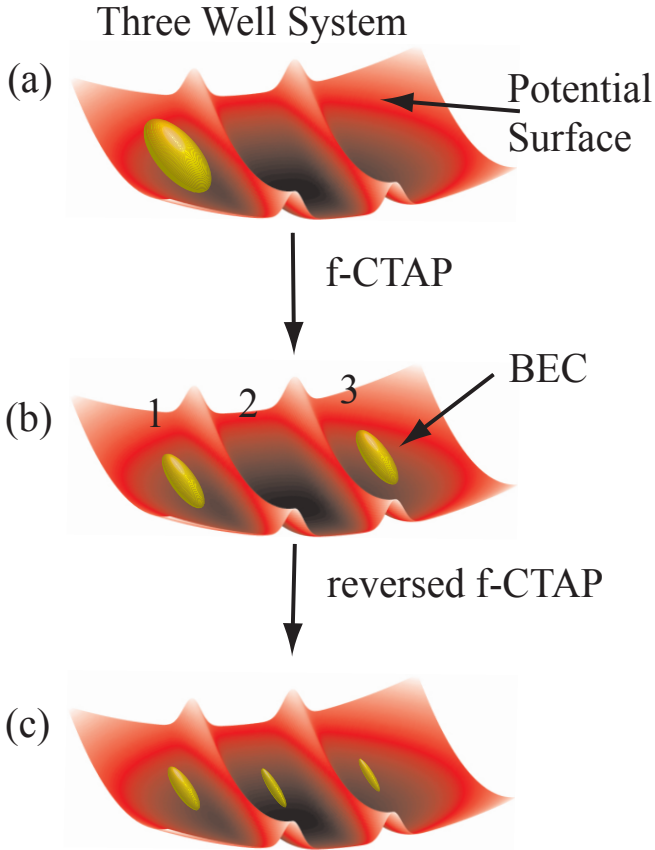 Three Well System
(a)
Potential
Surface
f-CTAP
(b)
1 2 3
BEC
reversed f-CTAP
(c)